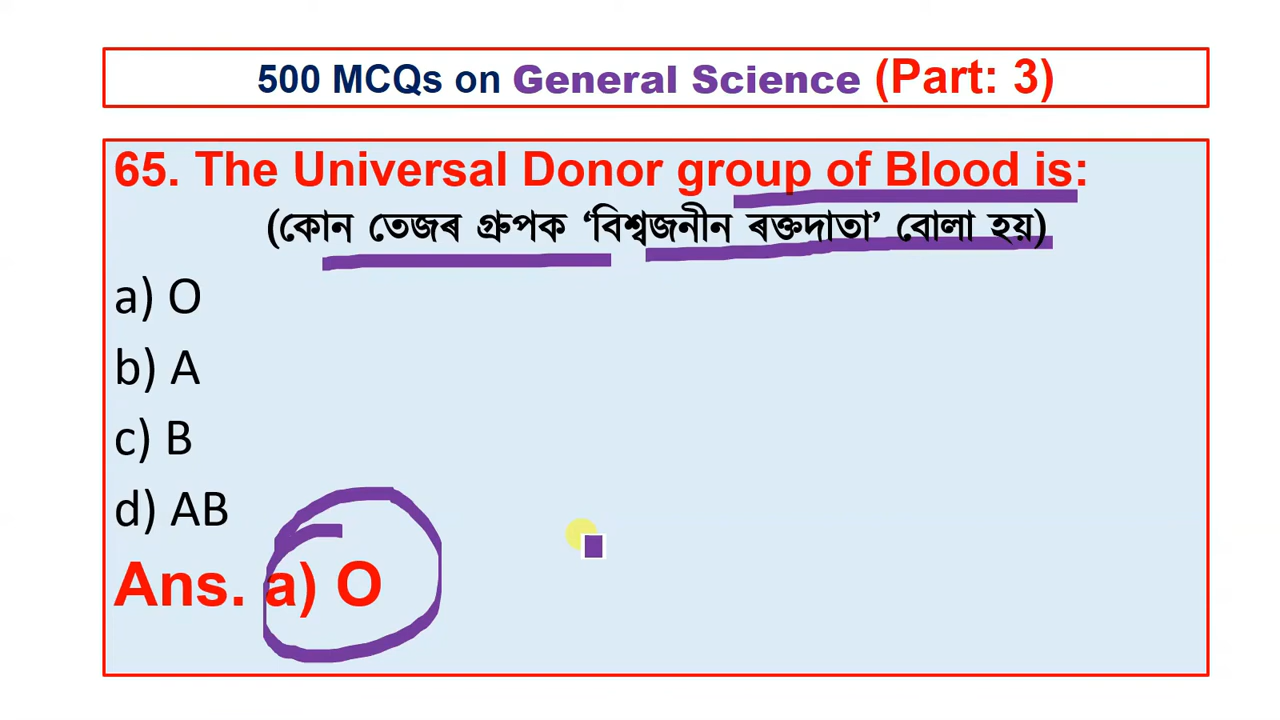 500 MCQs on General Science (Part: 3)
65. The Universal Donor group of Blood is:
(কোন তেজৰ গ্ৰুপক ‘বিশ্বজনীন ৰক্তদাতা’ বোলা হয়)
a) O
b) A
c) B
d) AB
Ans. a) O